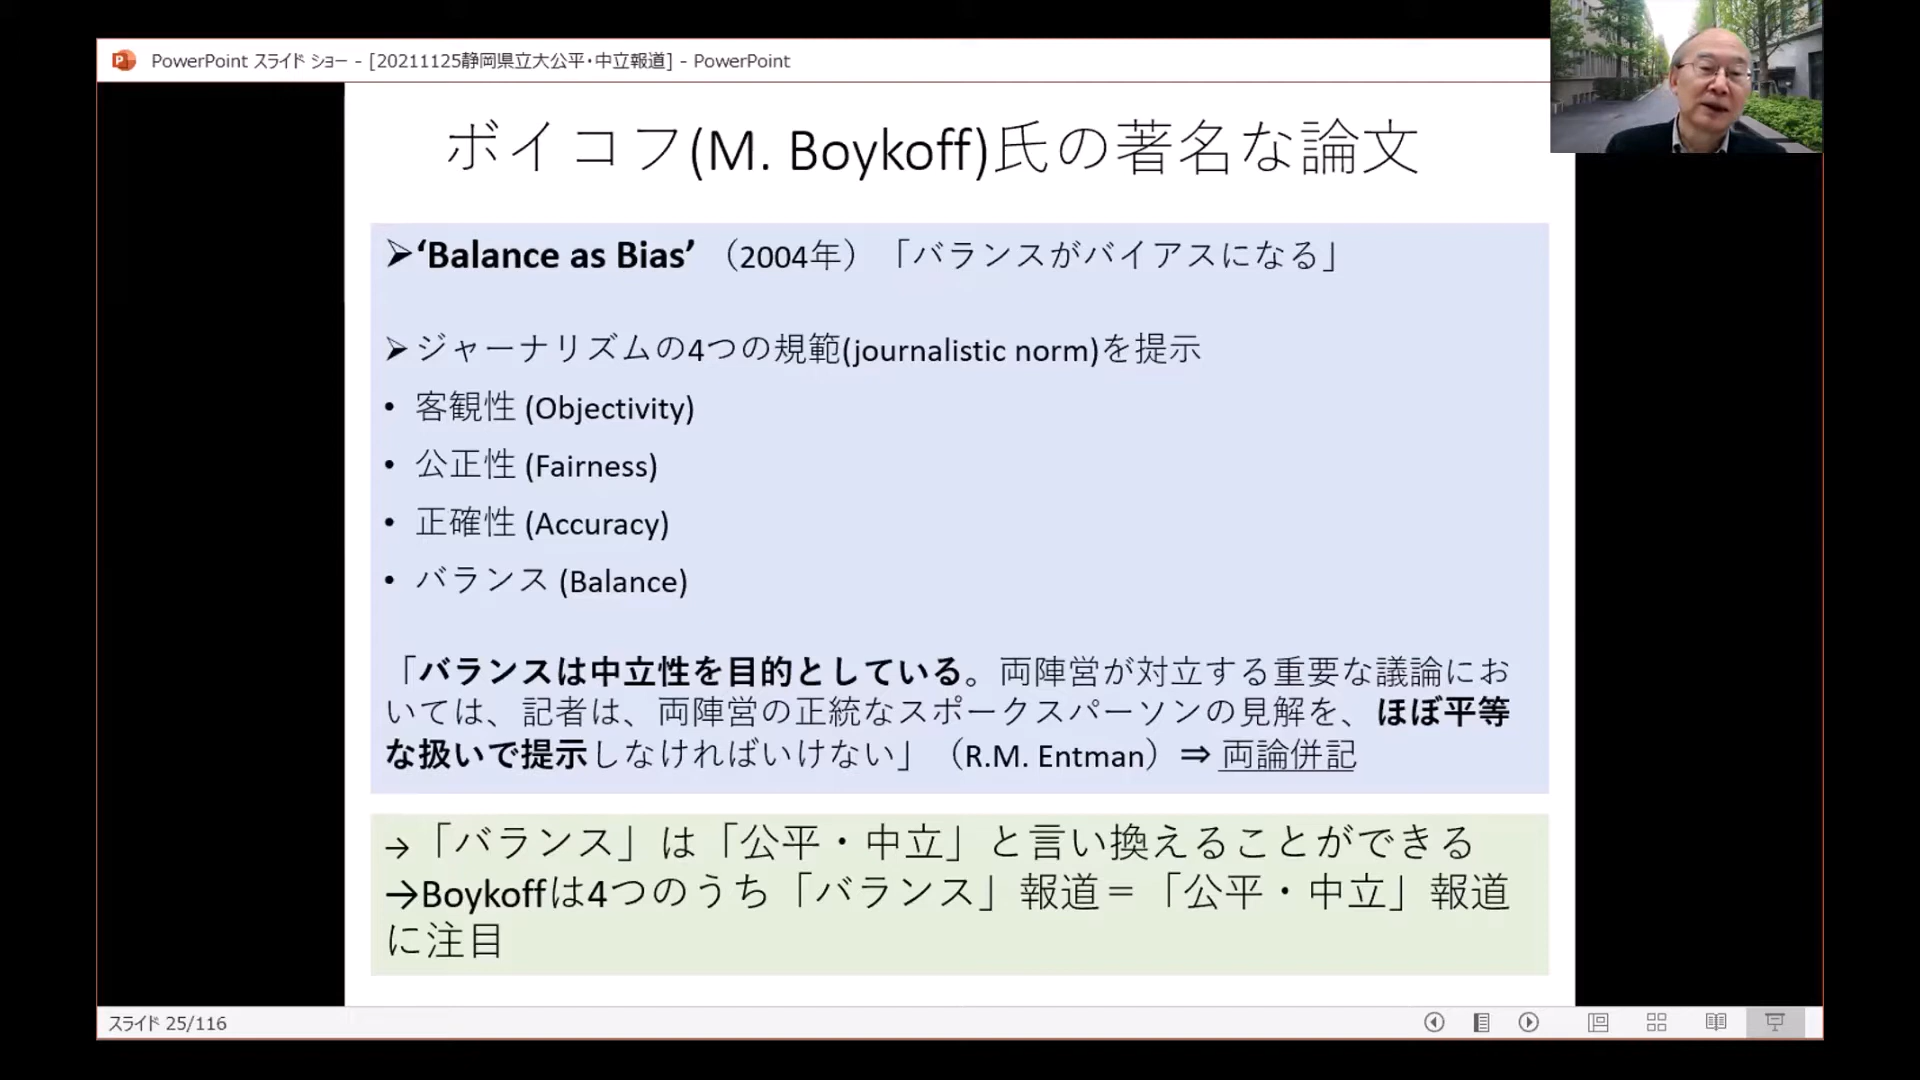 PowerPoint スライド ショー - [20211125静岡県立大公平・中立報道] - PowerPoint
ボイコフ(M. Boykoff)氏の著名な論文
➢‘Balance as Bias’ （2004年）「バランスがバイアスになる」
➢ジャーナリズムの4つの規範(journalistic norm)を提示
• 客観性 (Objectivity)
• 公正性 (Fairness)
• 正確性 (Accuracy)
• バランス (Balance)
「バランスは中立性を目的としている。両陣営が対立する重要な議論にお
いては、記者は、両陣営の正統なスポークスパーソンの見解を、ほぼ平等
な扱いで提示しなければいけない」（R.M. Entman）⇒ 両論併記
→「バランス」は「公平・中立」と言い換えることができる
→Boykoffは4つのうち「バランス」報道＝「公平・中立」報道
に注目
スライド 25/116